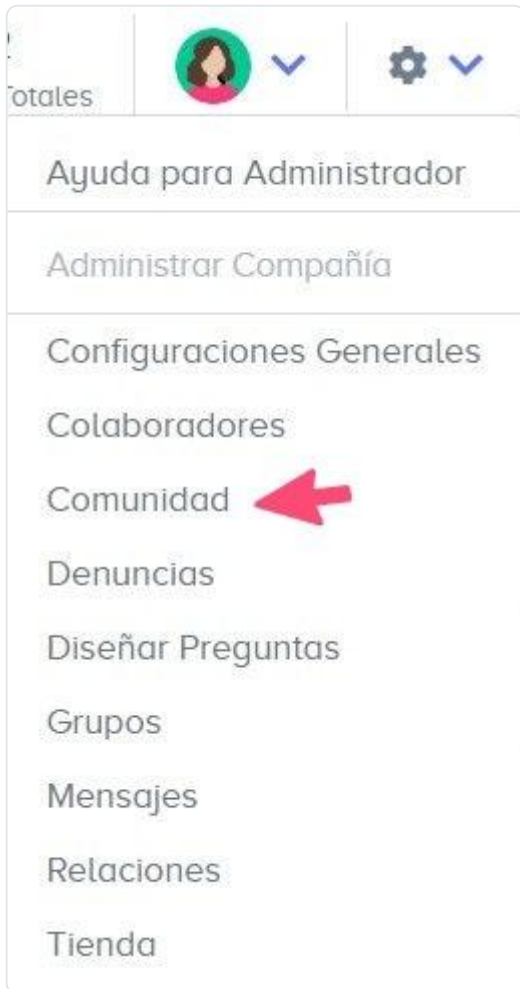 Totales
Ayuda para Administrador
Administrar Compañía
Configuraciones Generales
Colaboradores
Comunidad
Denuncias
Diseñar Preguntas
Grupos
Mensajes
Relaciones
Tienda